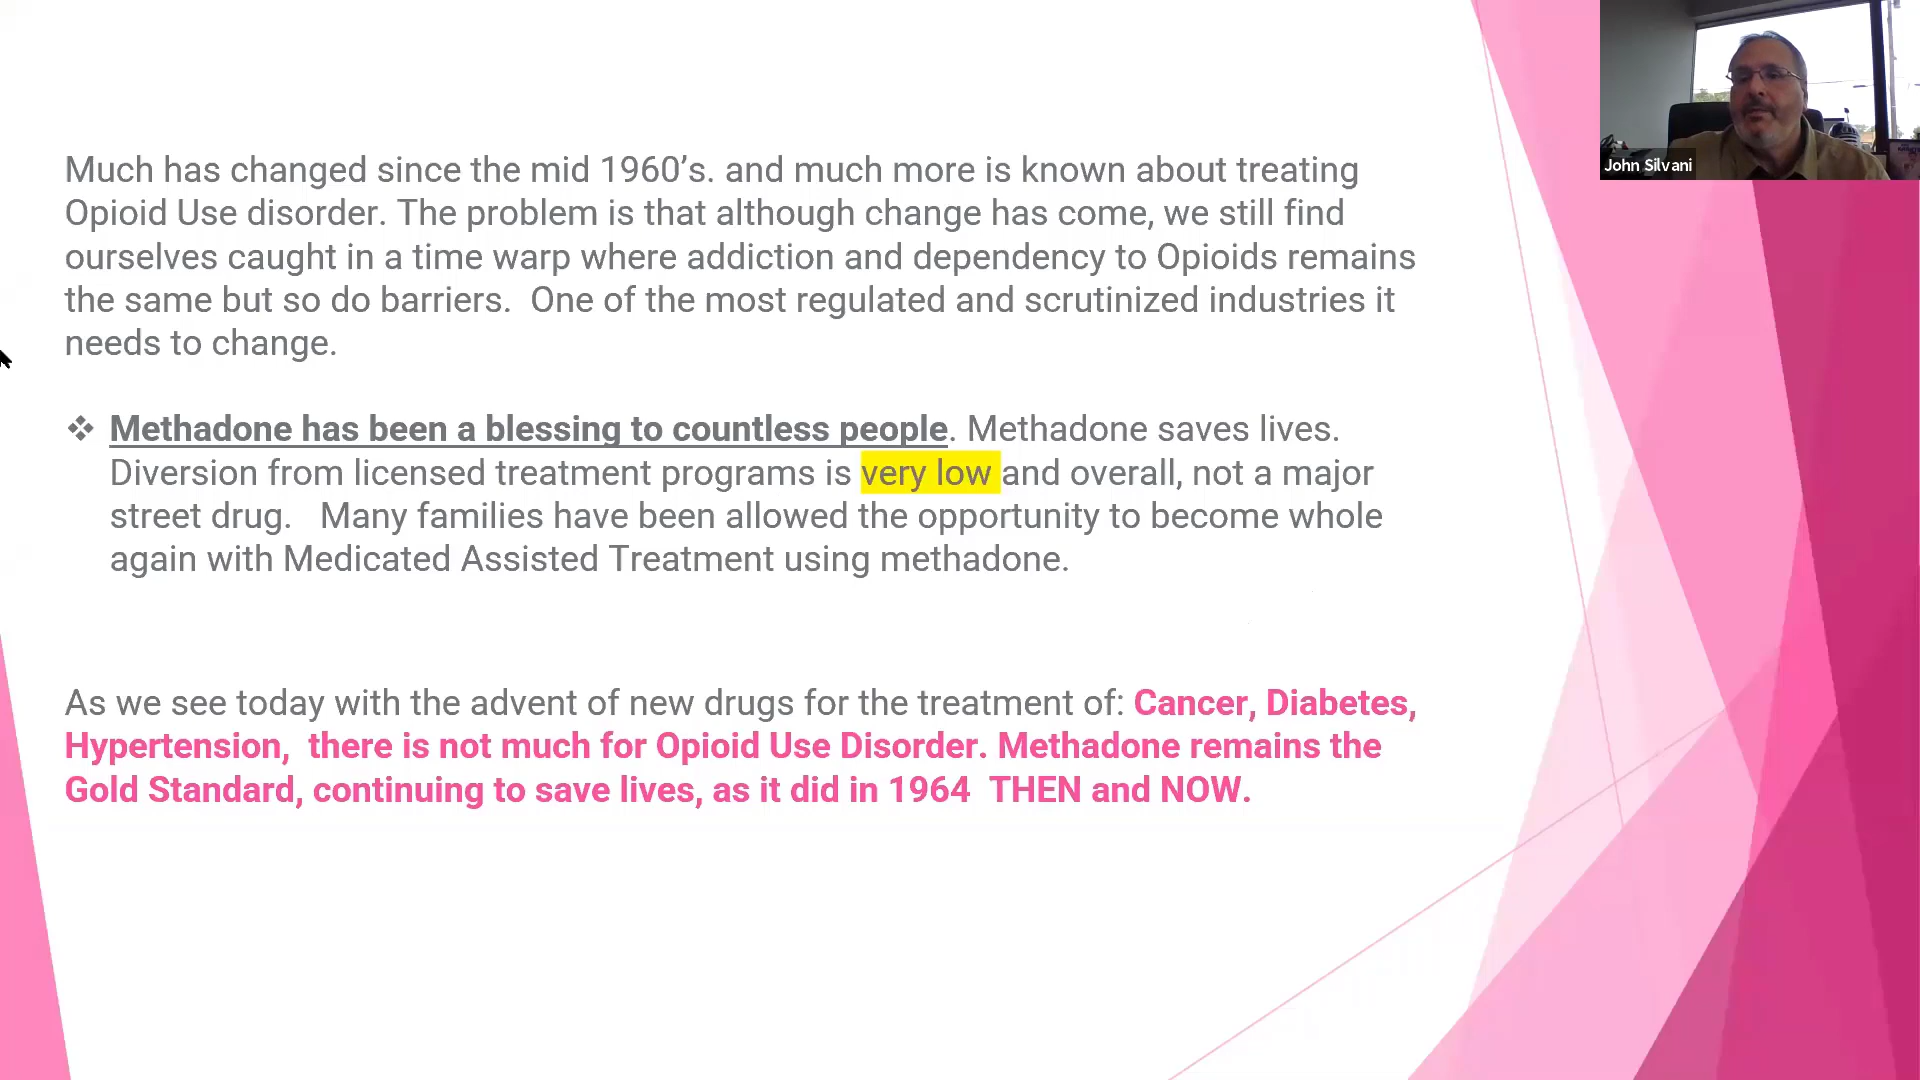 Much has changed since the mid 1960’s. and much more is known about treating
Opioid Use disorder. The problem is that although change has come, we still find
ourselves caught in a time warp where addiction and dependency to Opioids remains
the same but so do barriers.  One of the most regulated and scrutinized industries it
needs to change.
❖ Methadone has been a blessing to countless people. Methadone saves lives.
Diversion from licensed treatment programs is very low and overall, not a major
street drug.   Many families have been allowed the opportunity to become whole
again with Medicated Assisted Treatment using methadone.
As we see today with the advent of new drugs for the treatment of: Cancer, Diabetes,
Hypertension,  there is not much for Opioid Use Disorder. Methadone remains the
Gold Standard, continuing to save lives, as it did in 1964  THEN and NOW.
John Silvani